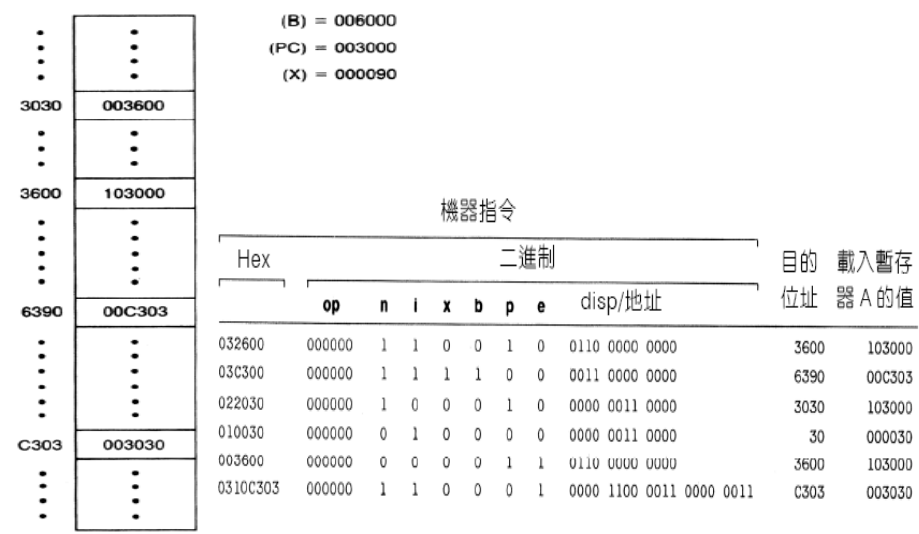 (B) = 006000
(PC) = 003000
(X) = 000090
3030 003600
3600 103000
6390 00C303
C303 003030
機器指令
Hex 二進制 目的位址 載入暫存器 A 的值
op n i x b p e disp/地址
032600 000000 1 1 0 0 1 0 0110 0000 0000 3600 103000
03C300 000000 1 1 1 1 0 0 0011 0000 0000 6390 00C303
022030 000000 1 0 0 0 1 0 0000 0011 0000 3030 103000
010030 000000 0 1 0 0 0 0 0000 0011 0000 30 000030
003600 000000 0 0 0 0 1 1 0110 0000 0000 3600 103000
0310C303 000000 1 1 0 0 0 1 0000 1100 0011 0000 0011 C303 003030